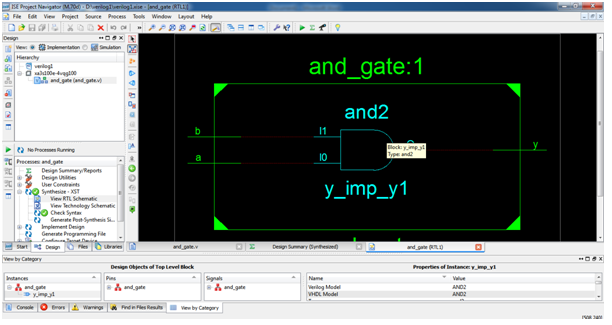 ISE Project Navigator (M.70d) - D:\verilog1\verilog1.xise - [and_gate (RTL1)]
File Edit View Project Source Process Tools Window Layout Help
Design
View: Implementation Simulation
Hierarchy
verilog1
xa3s100e-4vqg100
and_gate (and_gate.v)
No Processes Running
Processes: and_gate
Design Summary/Reports
Design Utilities
User Constraints
Synthesize - XST
View RTL Schematic
View Technology Schematic
Check Syntax
Generate Post-Synthesis Si...
Implement Design
Generate Programming File
Configure Target Device
Start Design Files Libraries
and_gate:1
and2
b
I1
a
I0
y
Block: y_imp_y1
Type: and2
y_imp_y1
and_gate.v Design Summary (Synthesized) and_gate (RTL1)
View by Category
Design Objects of Top Level Block Properties of Instance: y_imp_y1
Instances Pins Signals Name Value
and_gate and_gate and_gate Verilog Model AND2
y_imp_y1 VHDL Model AND2
Console Errors Warnings Find in Files Results View by Category
[508,240]